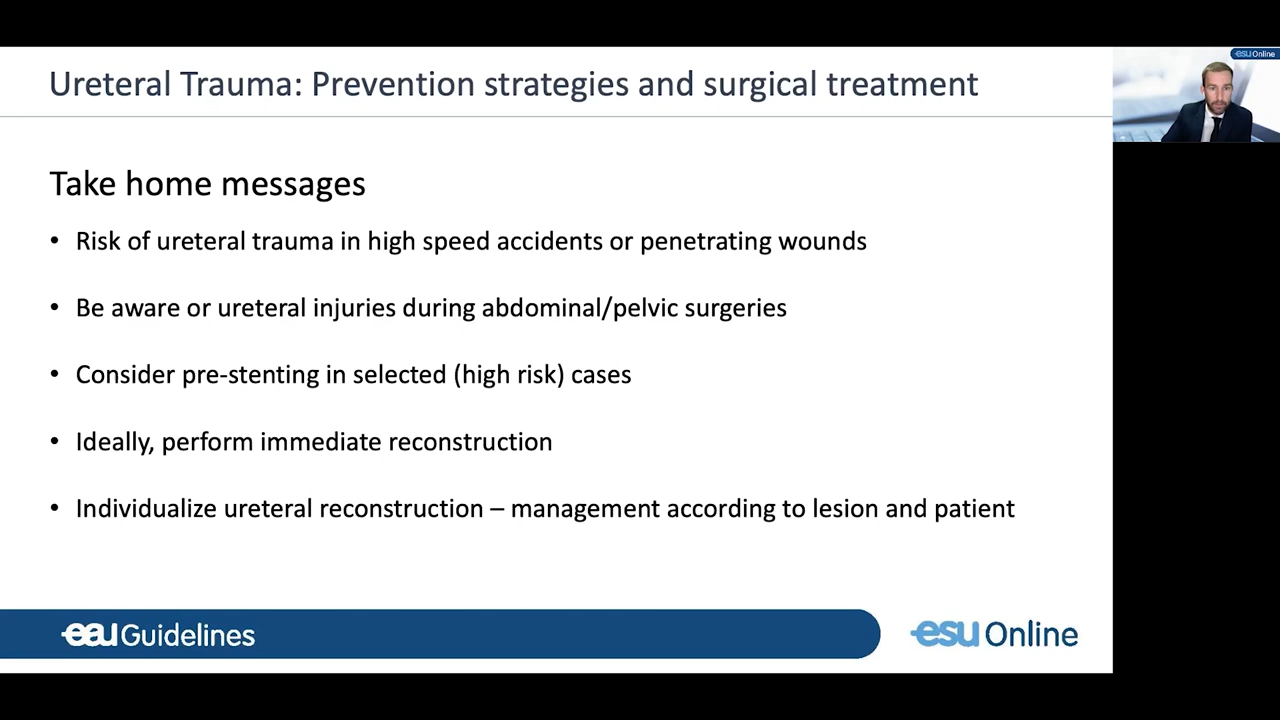 Ureteral Trauma: Prevention strategies and surgical treatment
esu Online
Take home messages
• Risk of ureteral trauma in high speed accidents or penetrating wounds
• Be aware or ureteral injuries during abdominal/pelvic surgeries
• Consider pre-stenting in selected (high risk) cases
• Ideally, perform immediate reconstruction
• Individualize ureteral reconstruction – management according to lesion and patient
eau Guidelines
esu Online